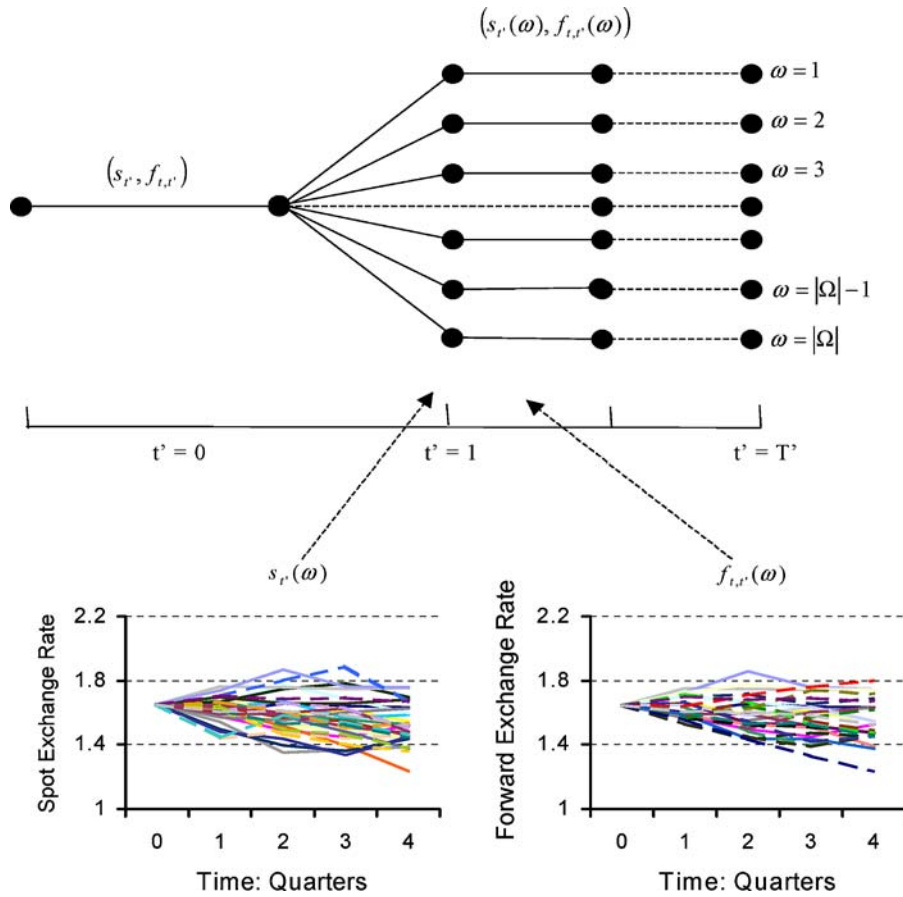 (s_{t'}(ω), f_{t,t'}(ω))
ω = 1
ω = 2
(s_{t'}, f_{t,t'})
ω = 3
ω = |Ω| − 1
ω = |Ω|
t' = 0
t' = 1
t' = T'
s_{t'}(ω)
f_{t,t'}(ω)
Spot Exchange Rate
2.2
1.8
1.4
1
0 1 2 3 4
Time: Quarters
Forward Exchange Rate
2.2
1.8
1.4
1
0 1 2 3 4
Time: Quarters